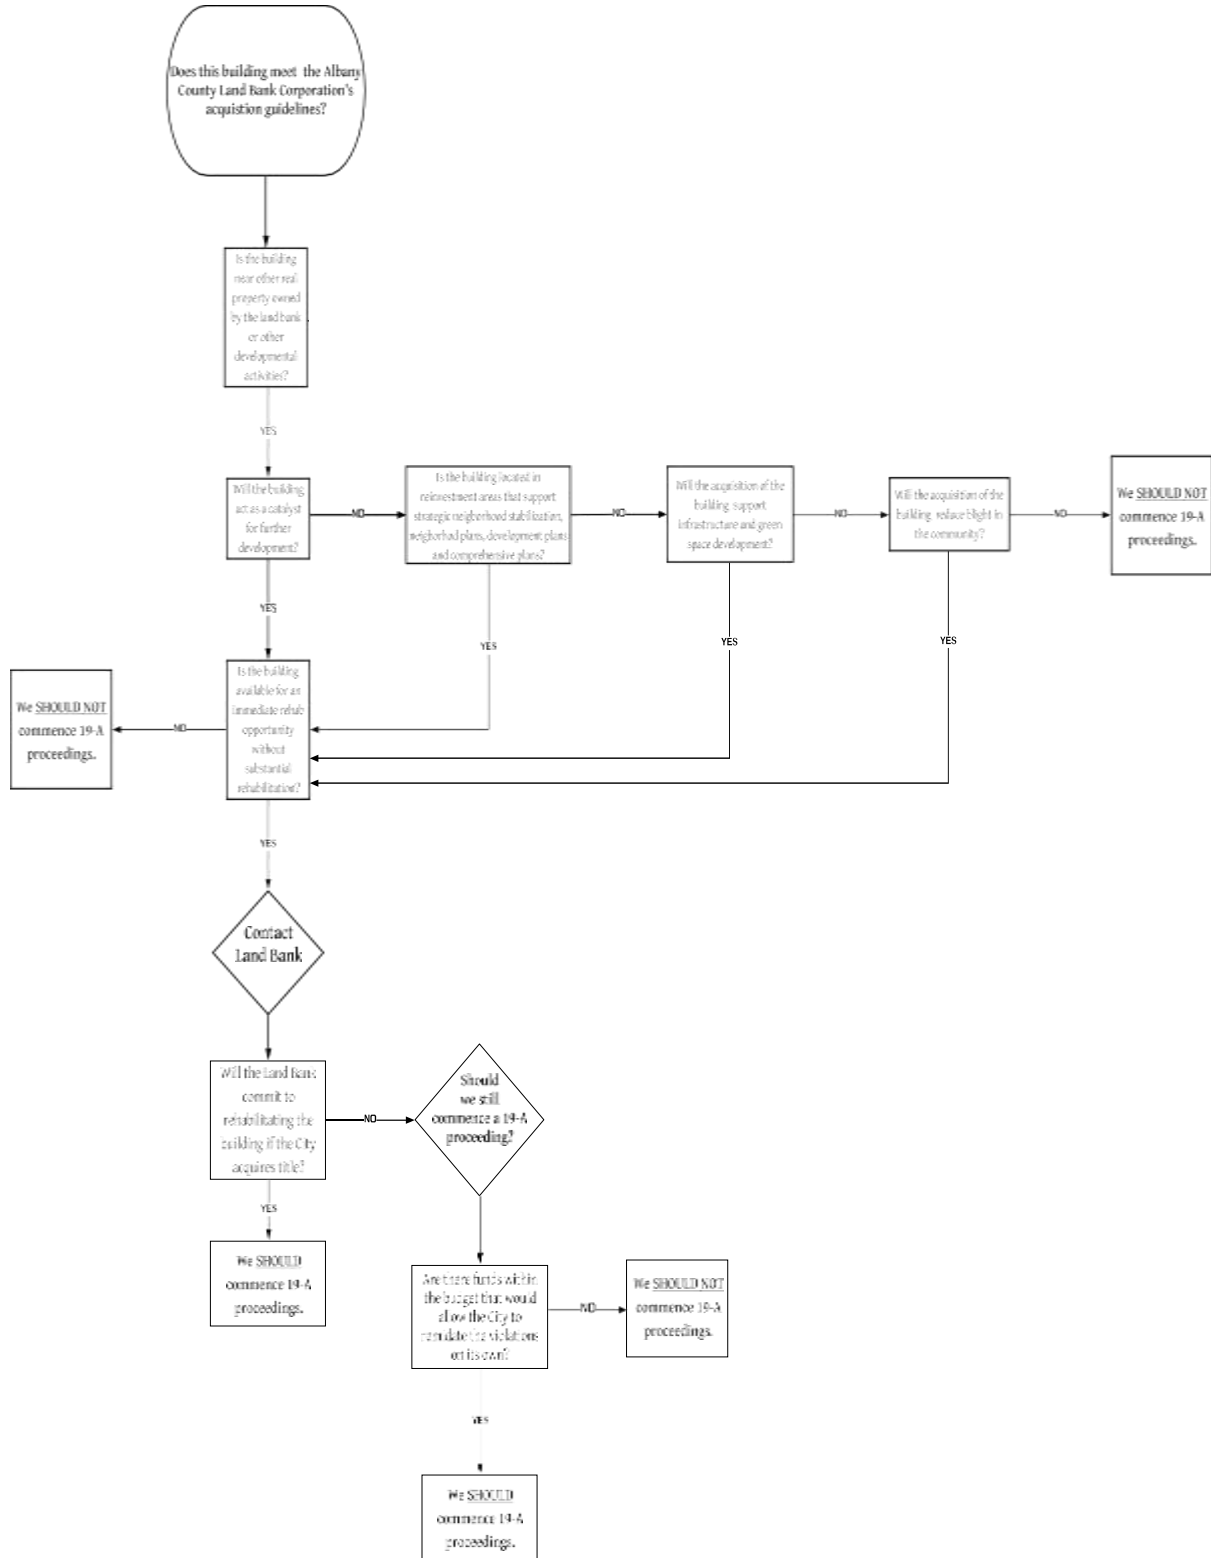 Does this building meet the Albany
County Land Bank Corporation's
acquistion guidelines?
Is the building
near other real
property owned
by the land bank
or other
developmental
activities?
YES
Will the building
act as a catalyst
for further
development?
NO
Is the building located in
reinvestment areas that support
strategic neigborhood stabilization,
neighborhod plans, development plans
and comprehensive plans?
NO
Will the acquisition of the
building support
infrastructure and green
space development?
NO
Will the acquisition of the
building reduce blight in
the community?
NO
We SHOULD NOT
commence 19-A
proceedings.
YES
YES
YES
YES
Is the building
available for an
immediate rehab
opportunity
without
substantial
rehabilitation?
NO
We SHOULD NOT
commence 19-A
proceedings.
YES
Contact
Land Bank
Will the Land Bank
commit to
rehabilitating the
building if the City
acquires title?
NO
Should
we still
commence a 19-A
proceeding?
YES
We SHOULD
commence 19-A
proceedings.
Are there funds within
the budget that would
allow the City to
the violations
on its own?
NO
We SHOULD NOT
commence 19-A
proceedings.
YES
We SHOULD
commence 19-A
proceedings.